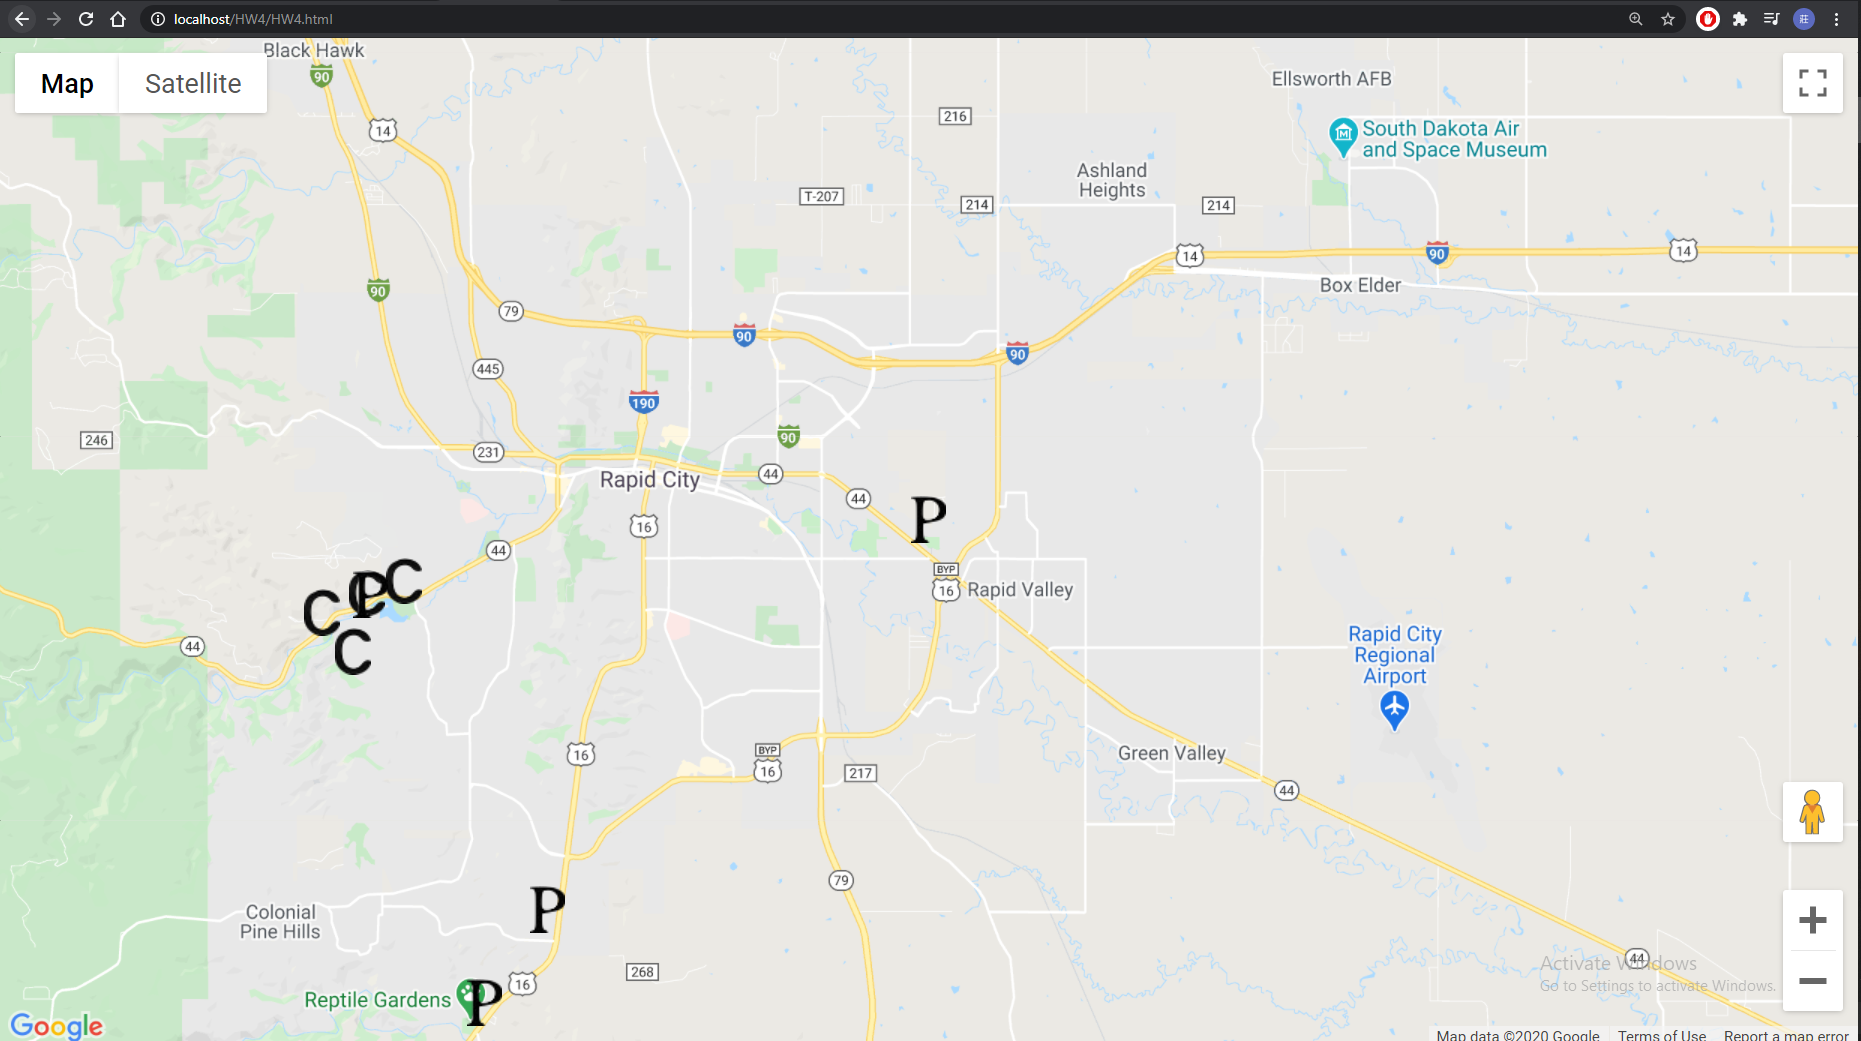 localhost/HW4/HW4.html
莊
Black Hawk
90
Map
Satellite
Ellsworth AFB
14
216
South Dakota Air
and Space Museum
Ashland
Heights
T-207
214
214
14
90
14
90
Box Elder
79
90
90
445
190
246
90
231
44
Rapid City
44
P
16
44
BYP
16
Rapid Valley
C
C
P
C
C
44
Rapid City
Regional
Airport
16
BYP
16
217
Green Valley
44
79
P
Colonial
Pine Hills
44
Activate Windows
Go to Settings to activate Windows.
268
16
Reptile Gardens
P
Google
Map data ©2020 Google
Terms of Use
Report a map error